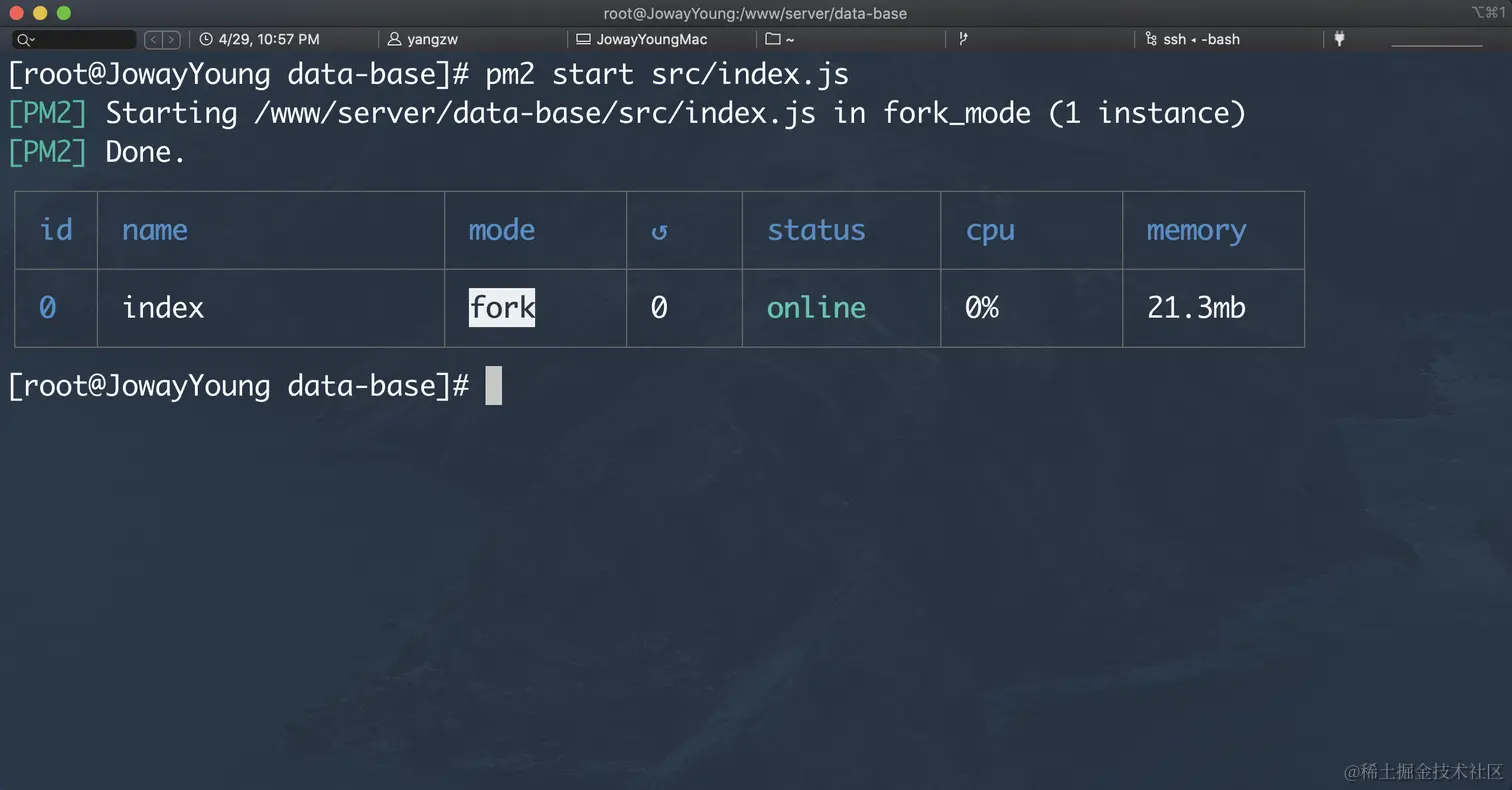 root@JowayYoung:/www/server/data-base
⌥⌘1
4/29, 10:57 PM
yangzw
JowayYoungMac
~
ssh ◂ -bash
[root@JowayYoung data-base]# pm2 start src/index.js
[PM2] Starting /www/server/data-base/src/index.js in fork_mode (1 instance)
[PM2] Done.
id name mode ↺ status cpu memory
0 index fork 0 online 0% 21.3mb
[root@JowayYoung data-base]#
@稀土掘金技术社区